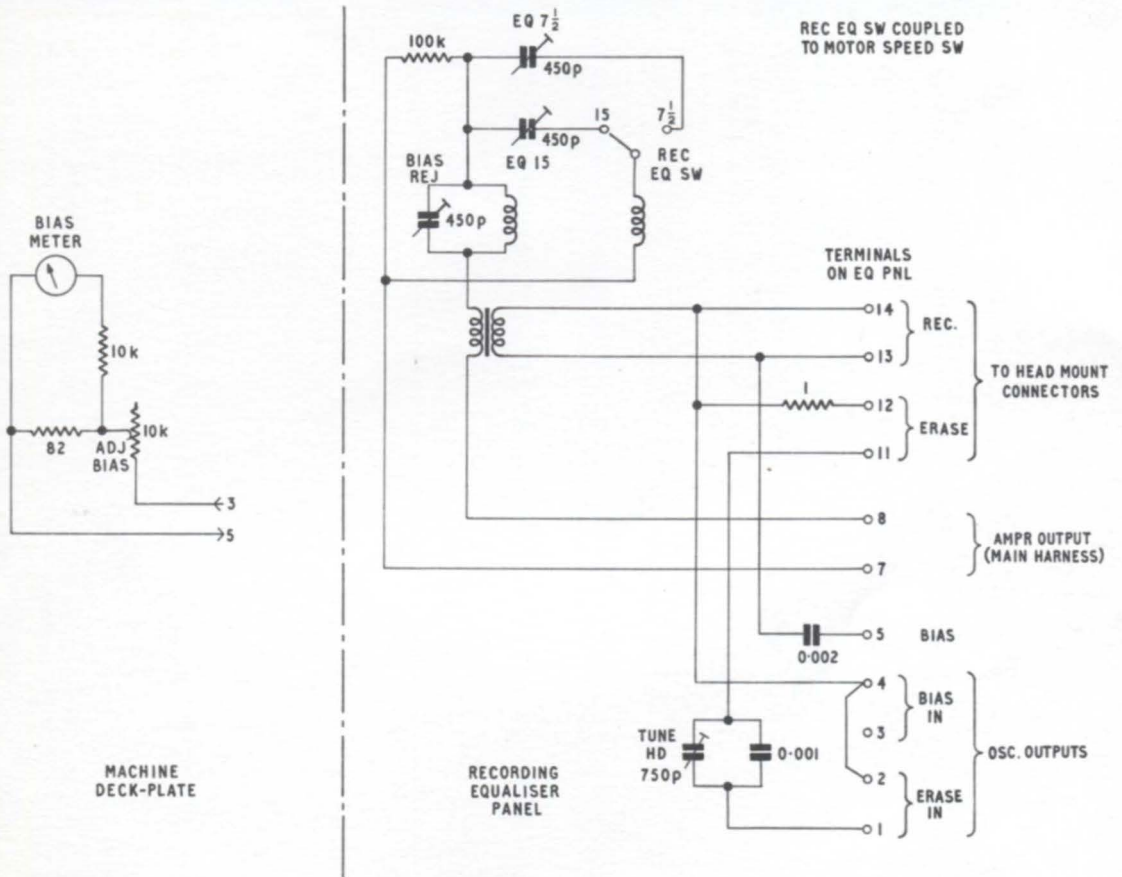 EQ 7½
REC EQ SW COUPLED
TO MOTOR SPEED SW
100k
450p
15
7½
450p
EQ 15
REC
EQ SW
BIAS
REJ
450p
BIAS
METER
TERMINALS
ON EQ PNL
14
REC.
13
10k
TO HEAD MOUNT
CONNECTORS
1
12
ERASE
11
82
ADJ
BIAS
10k
3
5
8
AMPR OUTPUT
(MAIN HARNESS)
7
5
BIAS
0·002
4
BIAS
IN
3
OSC. OUTPUTS
TUNE
HD
750p
0·001
2
ERASE
IN
1
MACHINE
DECK-PLATE
RECORDING
EQUALISER
PANEL